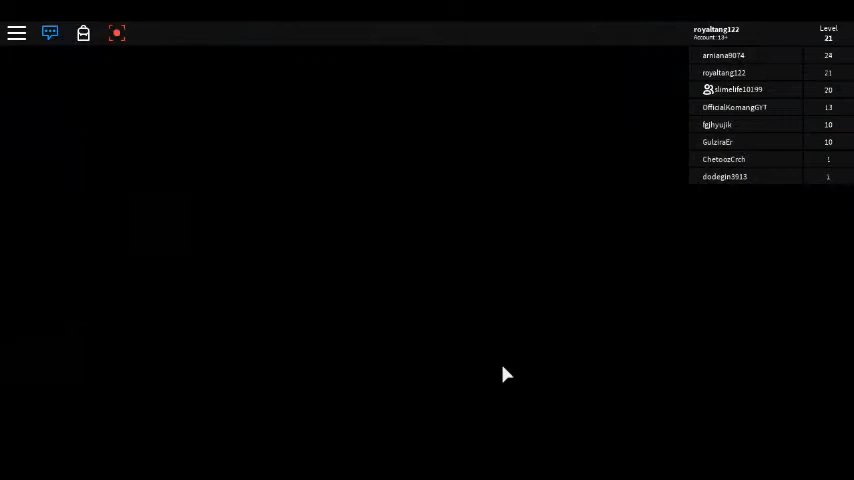 royaltang122 Level
Account: 13+ 21
arniana9074 24
royaltang122 21
slimelife10199 20
OfficialKomangGYT 13
fgjhyujik 10
GulziraEr 10
ChetoozCrch 1
dodegin3913 1